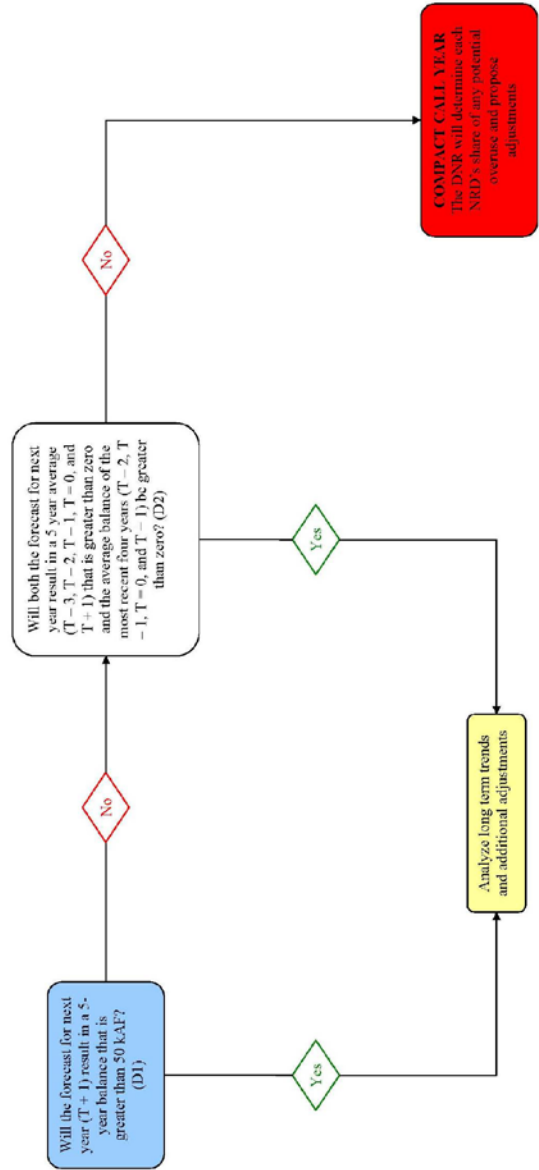 Will the forecast for next
year (T + 1) result in a 5-
year balance that is
greater than 50 kAF?
(D1)
No
Yes
Will both the forecast for next
year result in a 5 year average
(T – 3, T – 2, T – 1, T = 0, and
T + 1) that is greater than zero
and the average balance of the
most recent four years (T – 2, T
– 1, T = 0, and T – 1) be greater
than zero? (D2)
No
Yes
Analyze long term trends
and additional adjustments
COMPACT CALL YEAR
The DNR will determine each
NRD's share of any potential
overuse and propose
adjustments